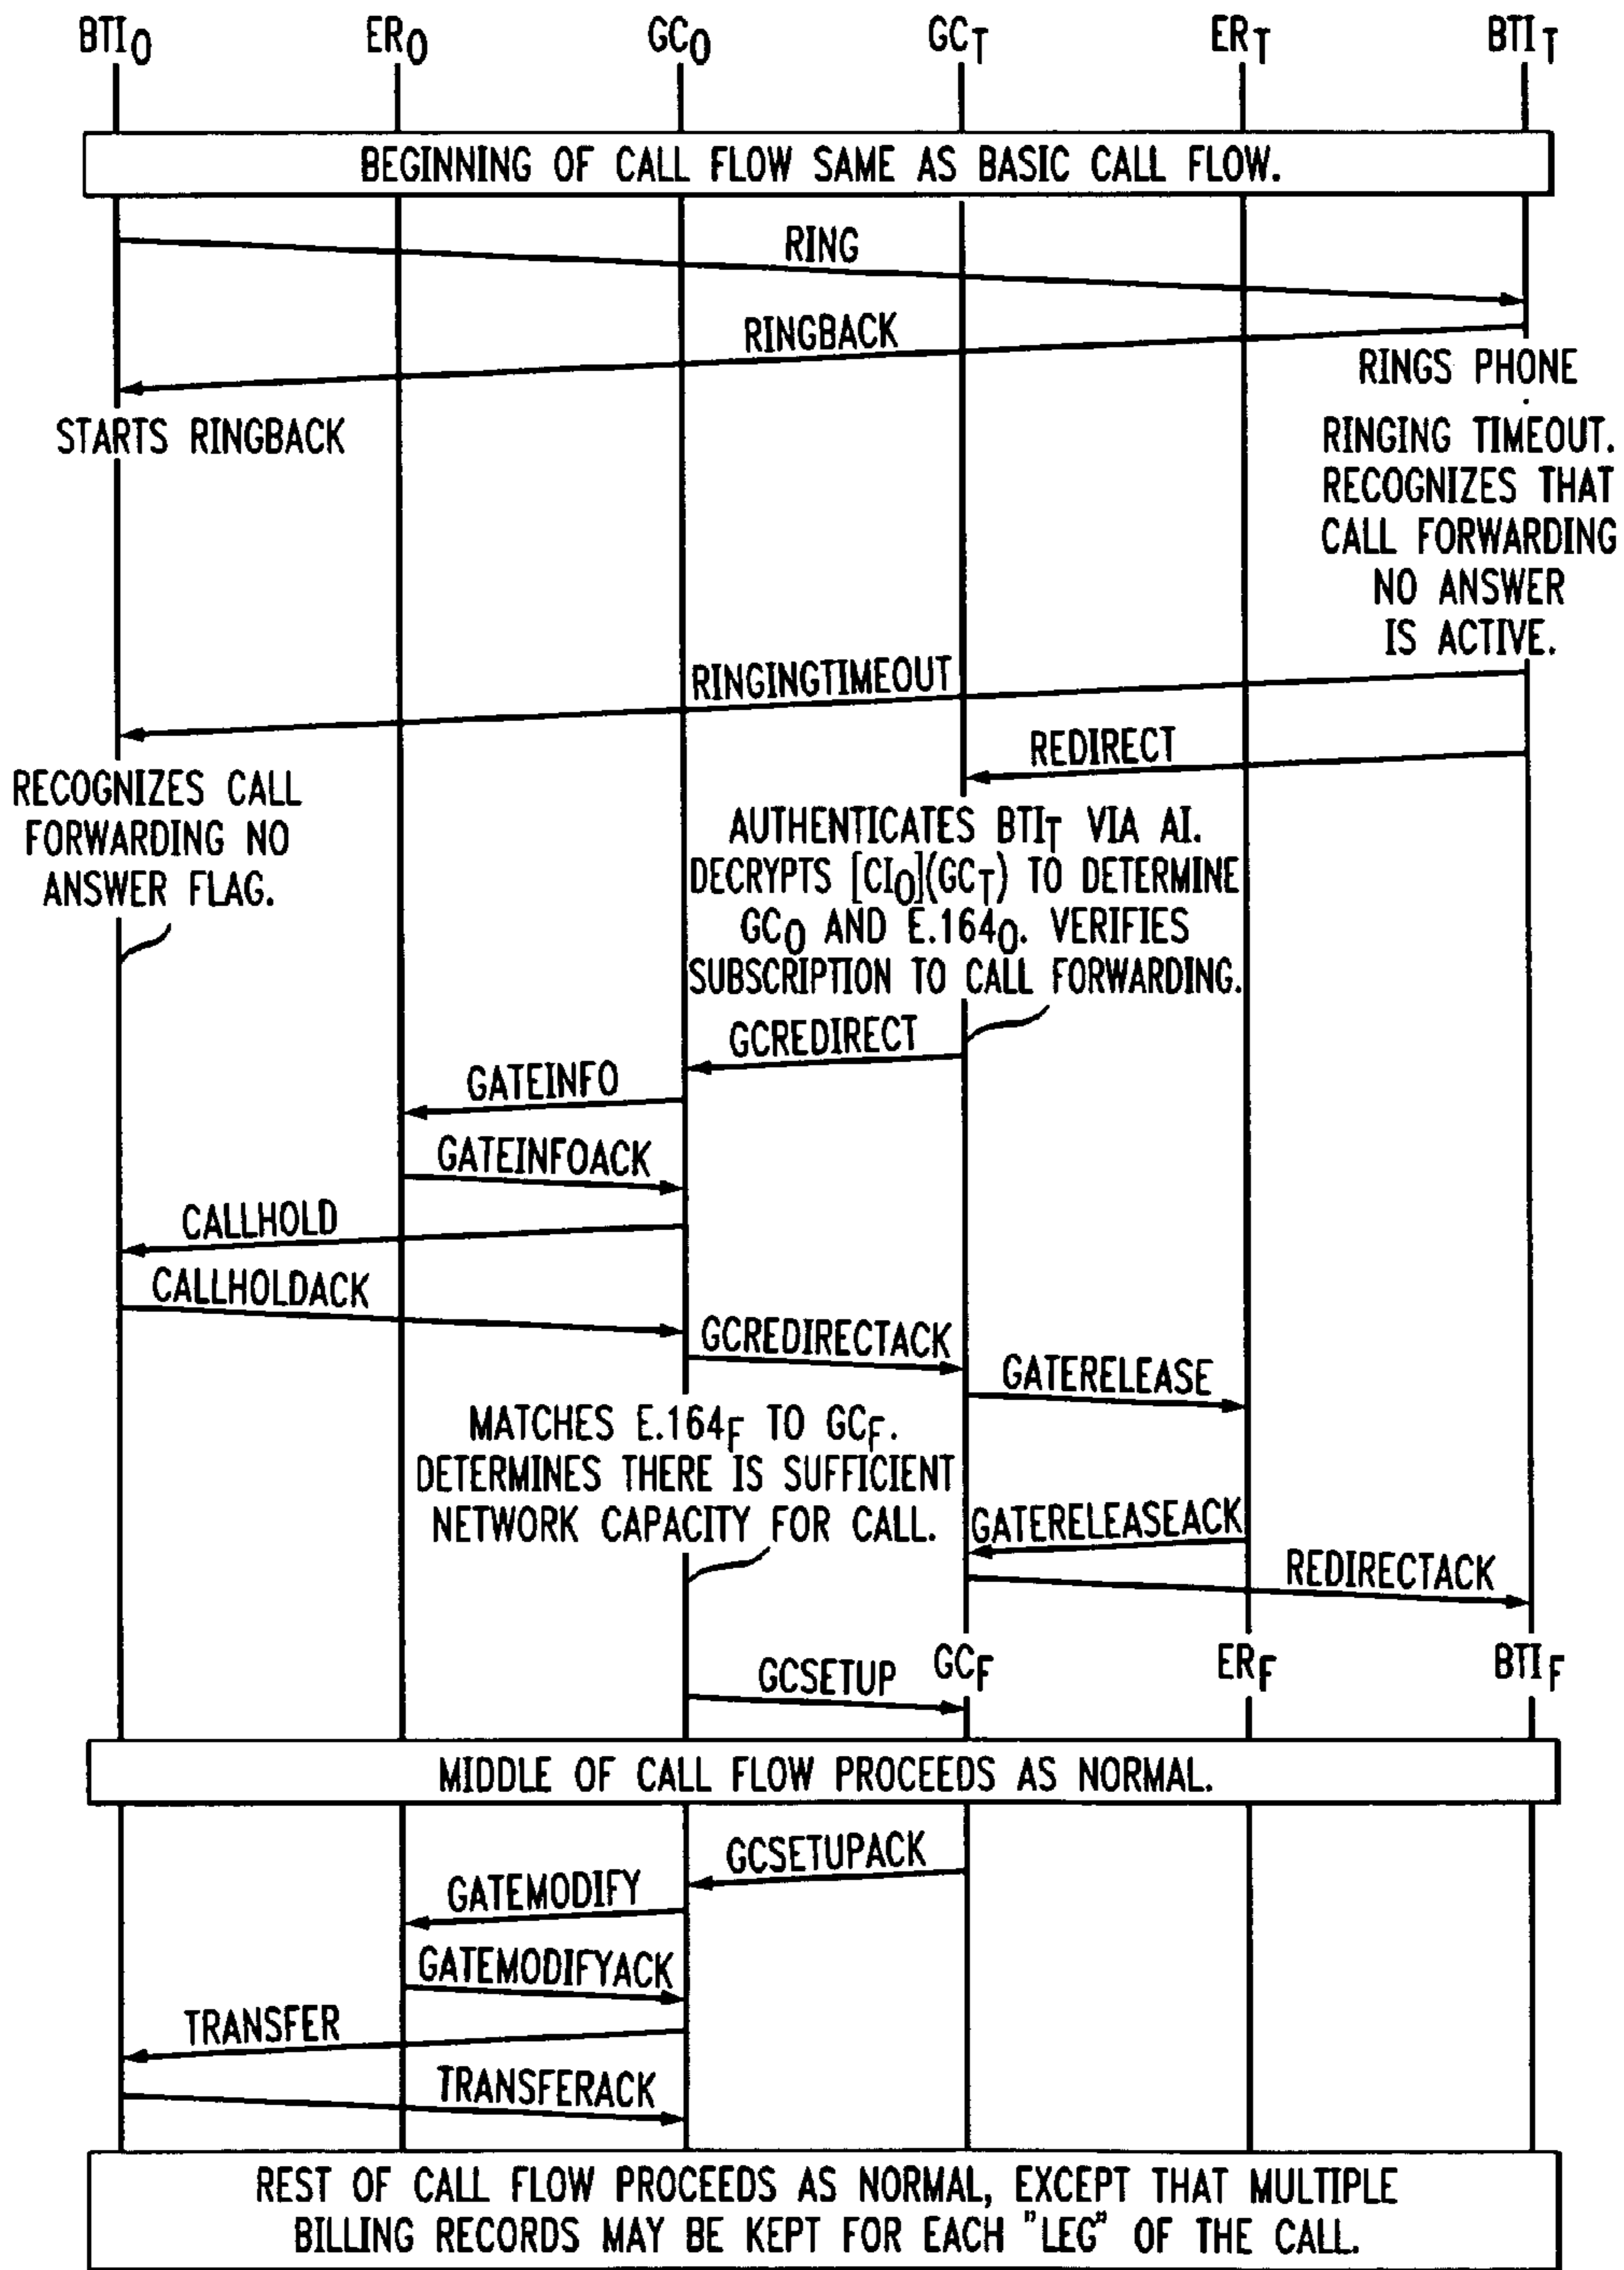 BTIO ERO GCO GCT ERT BTIT
BEGINNING OF CALL FLOW SAME AS BASIC CALL FLOW.
RING
RINGBACK
RINGS PHONE
STARTS RINGBACK
RINGING TIMEOUT.
RECOGNIZES THAT
CALL FORWARDING
NO ANSWER
IS ACTIVE.
RINGINGTIMEOUT
REDIRECT
RECOGNIZES CALL
FORWARDING NO
ANSWER FLAG.
AUTHENTICATES BTIT VIA AI.
DECRYPTS [CIO](GCT) TO DETERMINE
GCO AND E.164O. VERIFIES
SUBSCRIPTION TO CALL FORWARDING.
GCREDIRECT
GATEINFO
GATEINFOACK
CALLHOLD
CALLHOLDACK
GCREDIRECTACK
GATERELEASE
MATCHES E.164F TO GCF.
DETERMINES THERE IS SUFFICIENT
NETWORK CAPACITY FOR CALL.
GATERELEASEACK
REDIRECTACK
GCF ERF BTIF
GCSETUP
MIDDLE OF CALL FLOW PROCEEDS AS NORMAL.
GCSETUPACK
GATEMODIFY
GATEMODIFYACK
TRANSFER
TRANSFERACK
REST OF CALL FLOW PROCEEDS AS NORMAL, EXCEPT THAT MULTIPLE
BILLING RECORDS MAY BE KEPT FOR EACH "LEG" OF THE CALL.